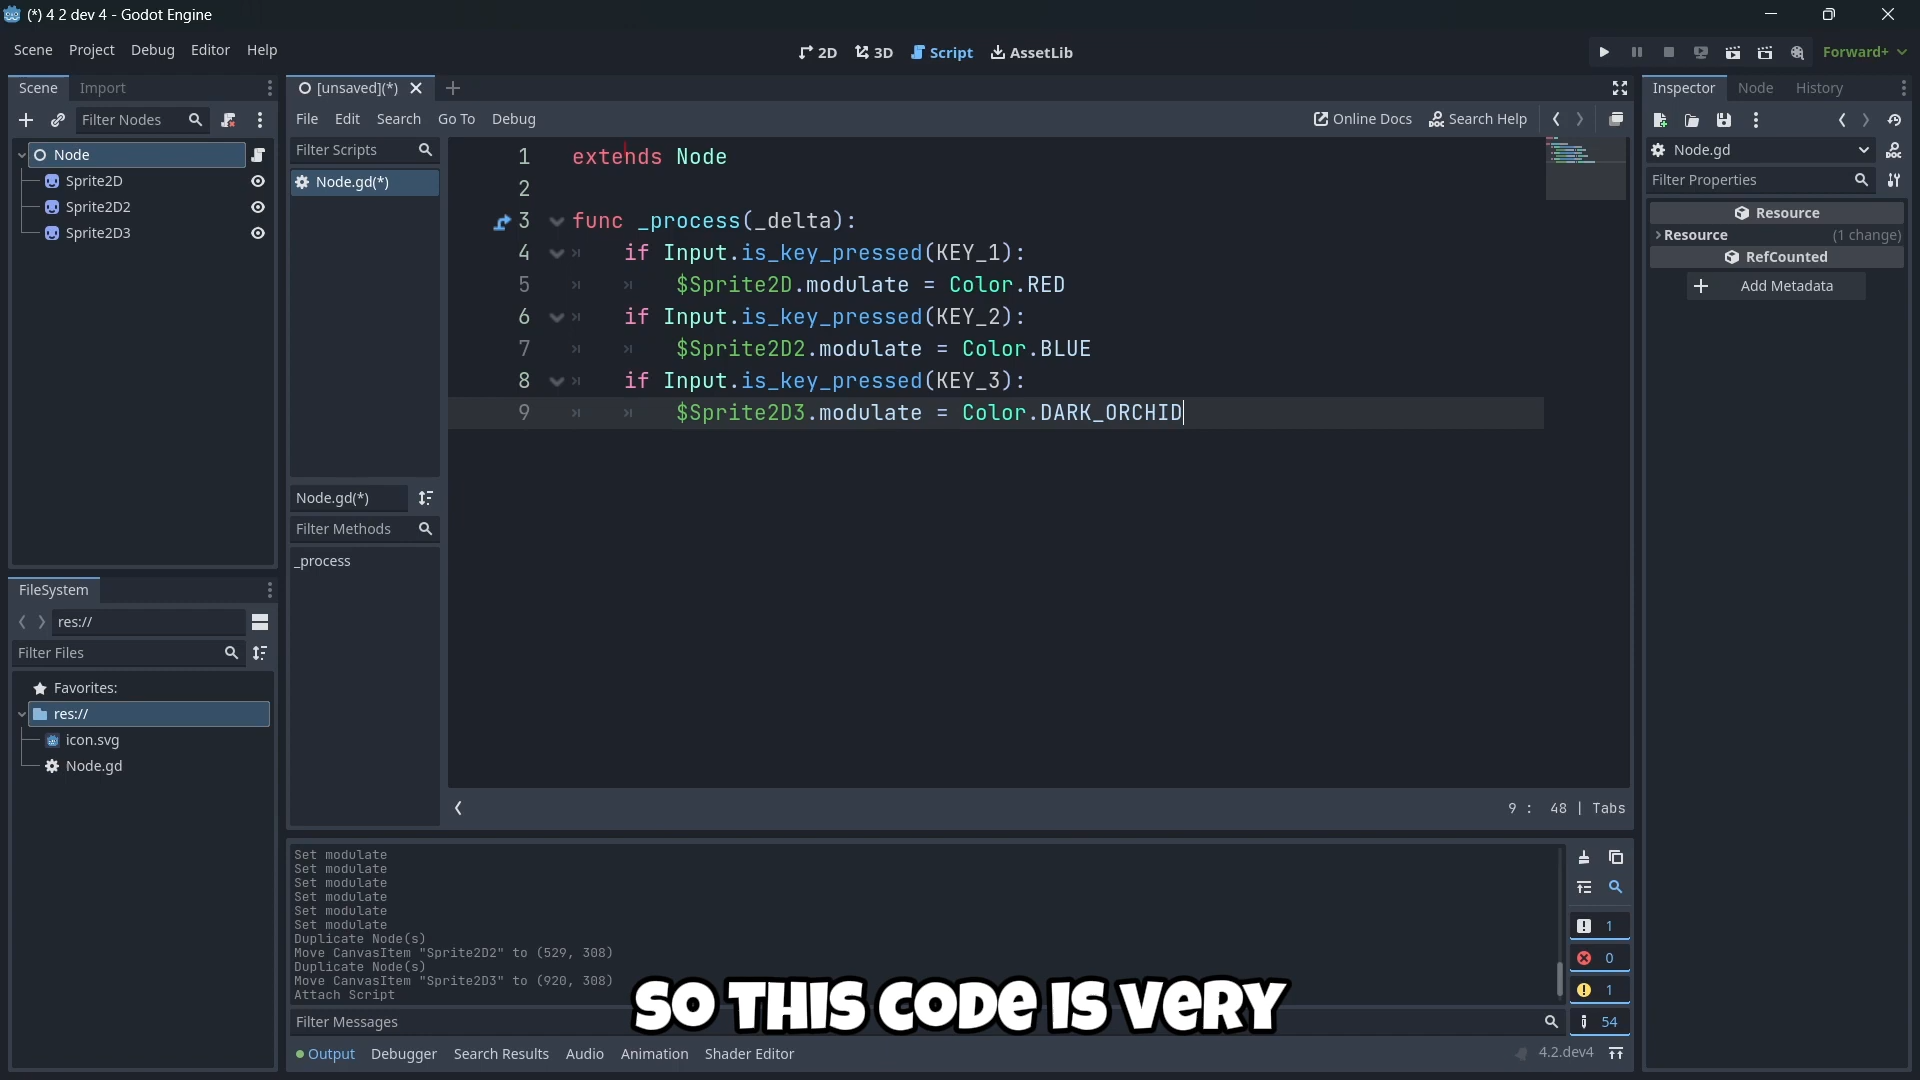 (*) 4 2 dev 4 - Godot Engine
Scene Project Debug Editor Help
2D 3D Script AssetLib
Forward+
Scene Import
Filter Nodes
Node
Sprite2D
Sprite2D2
Sprite2D3
FileSystem
res://
Filter Files
Favorites:
res://
icon.svg
Node.gd
[unsaved](*)
File Edit Search Go To Debug
Online Docs Search Help
Filter Scripts
Node.gd(*)
Node.gd(*)
Filter Methods
_process
1 extends Node
2
3 func _process(_delta):
4 if Input.is_key_pressed(KEY_1):
5 $Sprite2D.modulate = Color.RED
6 if Input.is_key_pressed(KEY_2):
7 $Sprite2D2.modulate = Color.BLUE
8 if Input.is_key_pressed(KEY_3):
9 $Sprite2D3.modulate = Color.DARK_ORCHID
9 : 48 | Tabs
Set modulate
Set modulate
Set modulate
Set modulate
Set modulate
Set modulate
Duplicate Node(s)
Move CanvasItem "Sprite2D2" to (529, 308)
Duplicate Node(s)
Move CanvasItem "Sprite2D3" to (920, 308)
Attach Script
SO THIS CODE IS VERY
Filter Messages
1
0
1
54
Output Debugger Search Results Audio Animation Shader Editor
4.2.dev4
Inspector Node History
Node.gd
DOC
Filter Properties
Resource
Resource (1 change)
RefCounted
Add Metadata